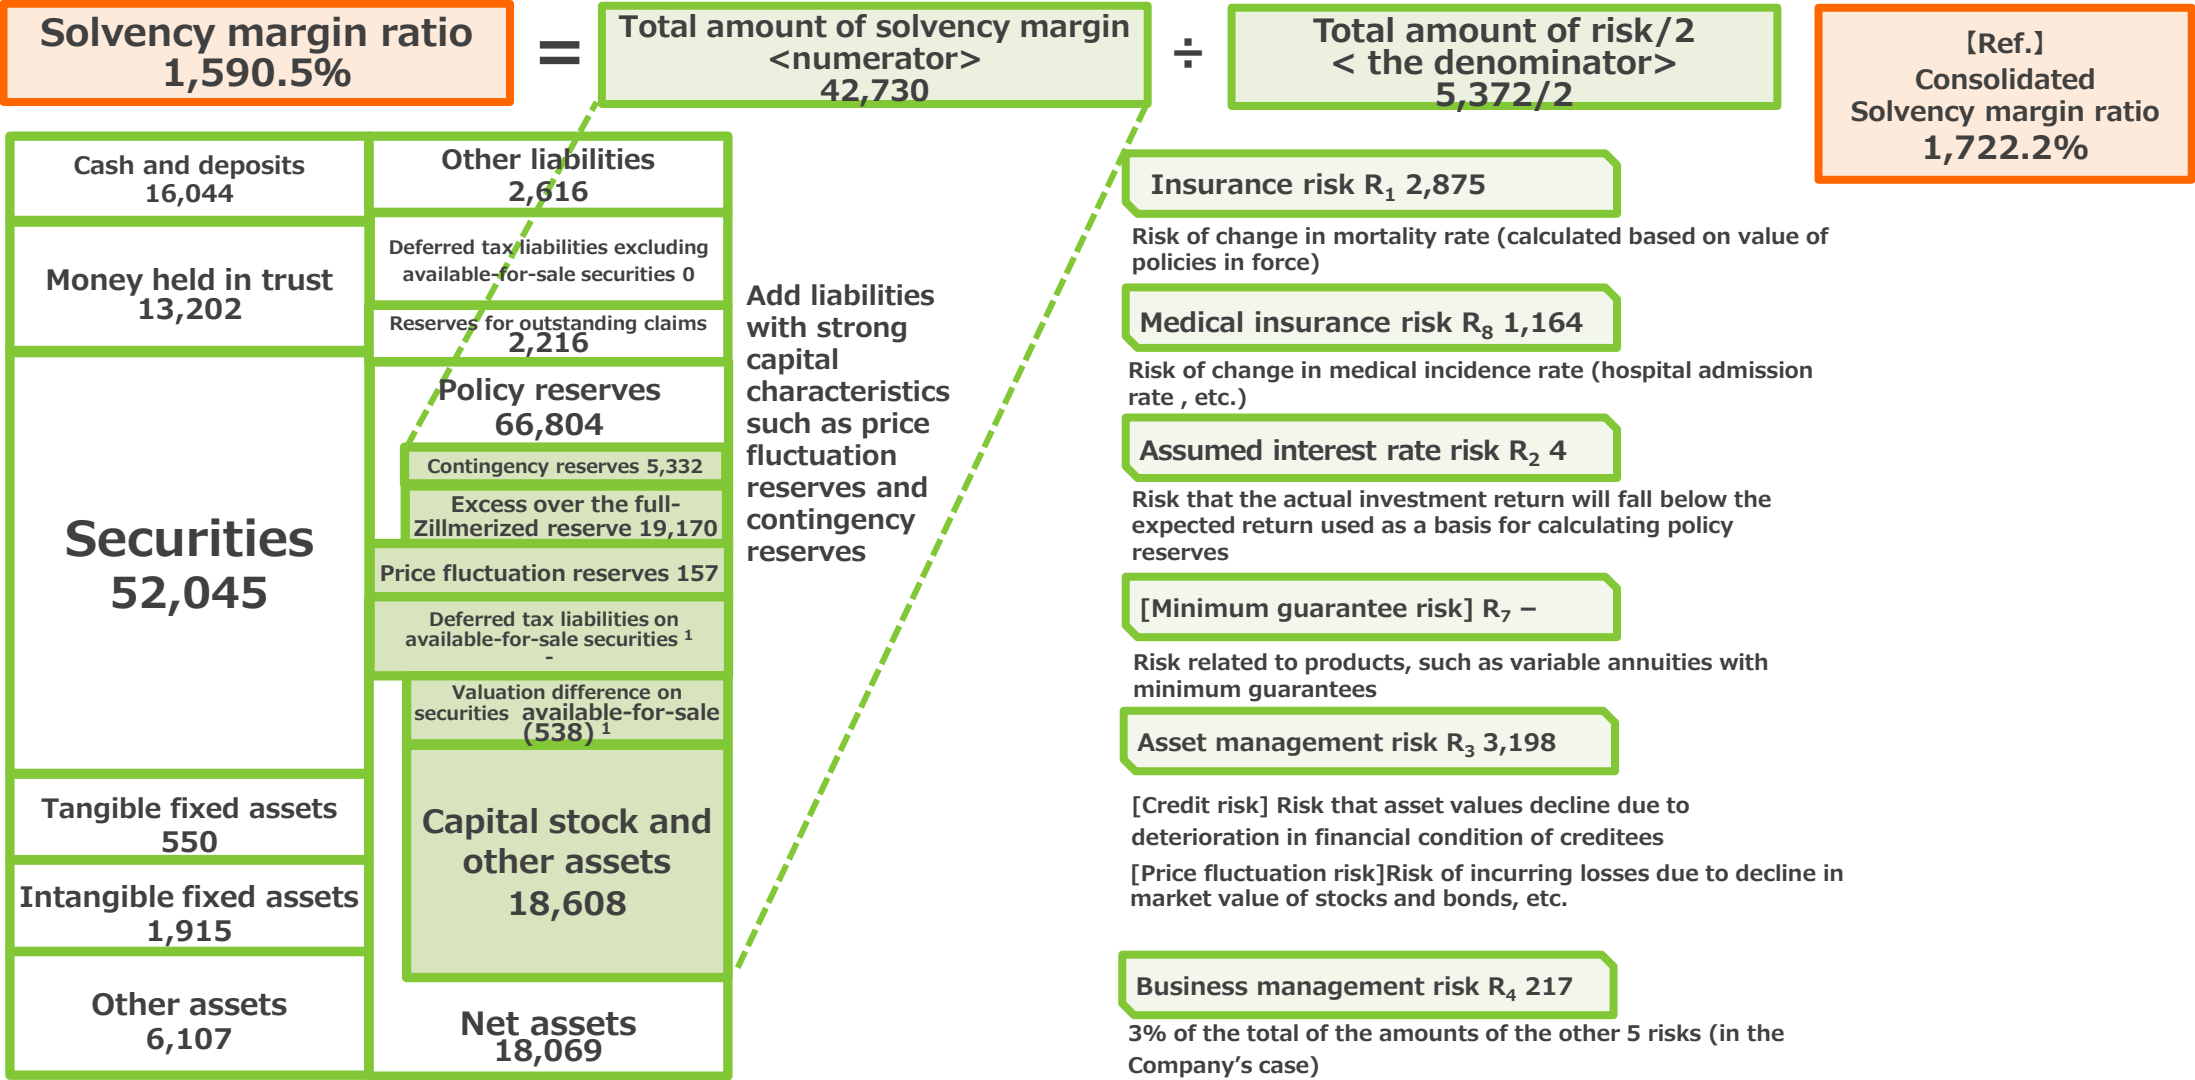 Solvency margin ratio
1,590.5%
=
Total amount of solvency margin
<numerator>
42,730
÷
Total amount of risk/2
< the denominator>
5,372/2
【Ref.】
Consolidated
Solvency margin ratio
1,722.2%
Cash and deposits
16,044
Money held in trust
13,202
Securities
52,045
Tangible fixed assets
550
Intangible fixed assets
1,915
Other assets
6,107
Other liabilities
2,616
Deferred tax liabilities excluding
available-for-sale securities 0
Reserves for outstanding claims
2,216
Policy reserves
66,804
Contingency reserves 5,332
Excess over the full-
Zillmerized reserve 19,170
Price fluctuation reserves 157
Deferred tax liabilities on
available-for-sale securities 1
-
Valuation difference on
securities available-for-sale
(538) 1
Capital stock and
other assets
18,608
Net assets
18,069
Add liabilities
with strong
capital
characteristics
such as price
fluctuation
reserves and
contingency
reserves
Insurance risk R1 2,875
Risk of change in mortality rate (calculated based on value of
policies in force)
Medical insurance risk R8 1,164
Risk of change in medical incidence rate (hospital admission
rate , etc.)
Assumed interest rate risk R2 4
Risk that the actual investment return will fall below the
expected return used as a basis for calculating policy
reserves
[Minimum guarantee risk] R7 –
Risk related to products, such as variable annuities with
minimum guarantees
Asset management risk R3 3,198
[Credit risk] Risk that asset values decline due to
deterioration in financial condition of creditees
[Price fluctuation risk]Risk of incurring losses due to decline in
market value of stocks and bonds, etc.
Business management risk R4 217
3% of the total of the amounts of the other 5 risks (in the
Company’s case)